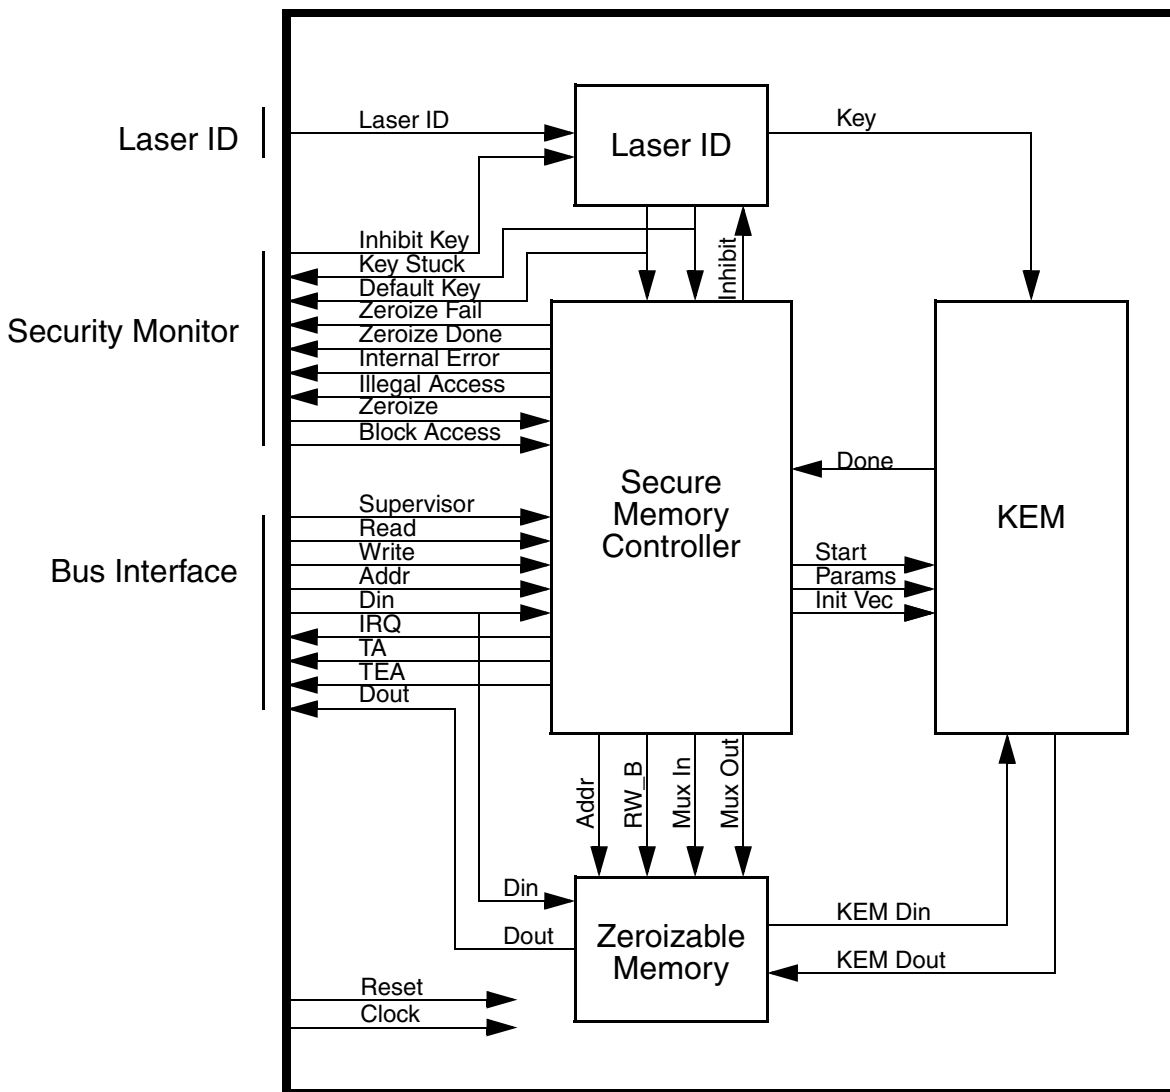 Laser ID
Laser ID
Laser ID
Key
Inhibit Key
Key Stuck
Default Key
Zeroize Fail
Zeroize Done
Internal Error
Illegal Access
Zeroize
Block Access
Security Monitor
Inhibit
Secure
Memory
Controller
Done
KEM
Start
Params
Init Vec
Supervisor
Read
Write
Addr
Din
IRQ
TA
TEA
Dout
Bus Interface
Addr
RW_B
Mux In
Mux Out
Din
Dout
Zeroizable
Memory
KEM Din
KEM Dout
Reset
Clock